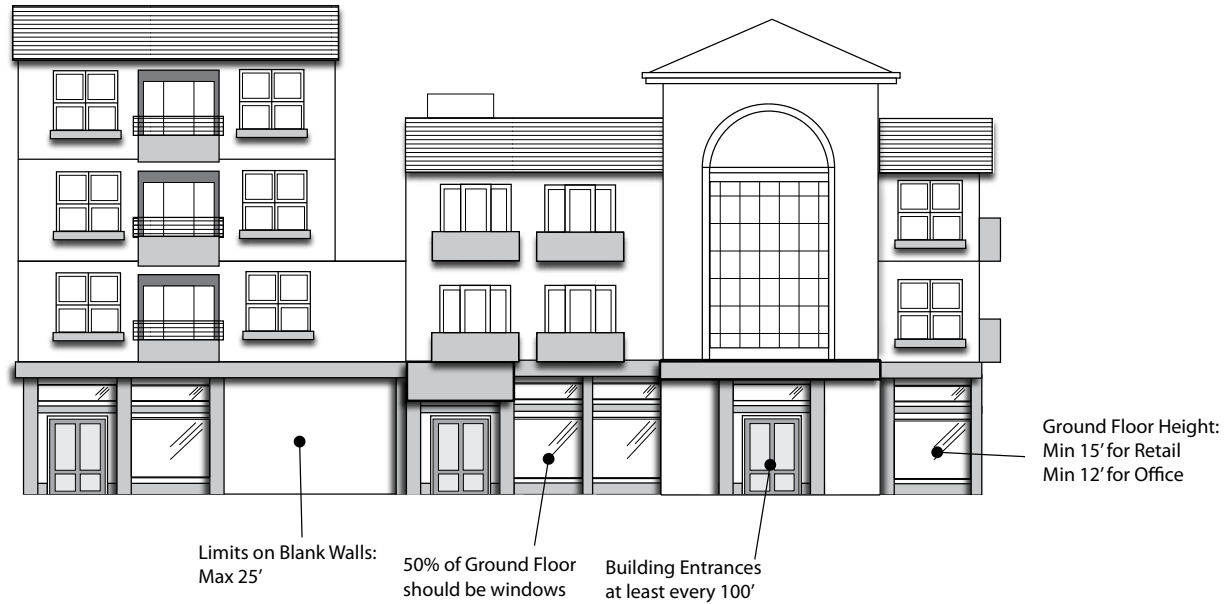 Ground Floor Height:
Min 15’ for Retail
Min 12’ for Office
Limits on Blank Walls:
Max 25’
50% of Ground Floor
should be windows
Building Entrances
at least every 100’